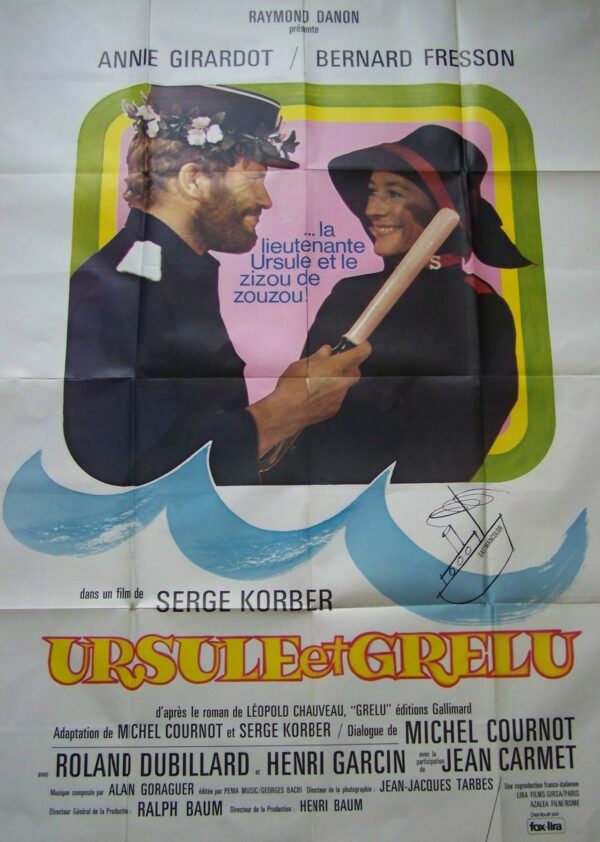 RAYMOND DANON
présente
ANNIE GIRARDOT / BERNARD FRESSON
...la
lieutenante
Ursule et le
zizou de
zouzou!
S
EASTMANCOLOR
dans un film de SERGE KORBER
URSULE et GRELU
d'après le roman de LÉOPOLD CHAUVEAU, "GRELU" éditions Gallimard
Adaptation de MICHEL COURNOT et SERGE KORBER / Dialogue de MICHEL COURNOT
avec ROLAND DUBILLARD et HENRI GARCIN avec la participation de JEAN CARMET
Musique composée par ALAN GORAGUER éditée par PEMA MUSIC/GEORGES BACRI Directeur de la photographie: JEAN-JACQUES TARBES / Une coproduction franco-italienne
LIRA FILMS GIRSA/PARIS
Directeur Général de la Production: RALPH BAUM Directeur de la Production: HENRI BAUM AZALEA FILM/ROME
Distribué par
fox-lira